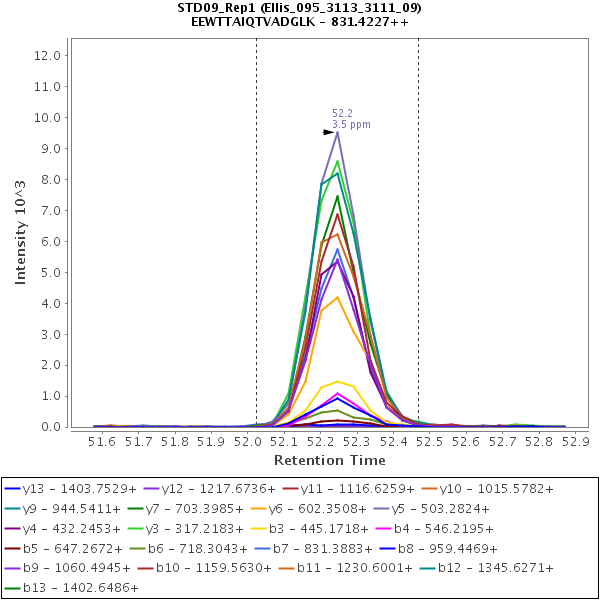 STD09_Rep1 (Ellis_095_3113_3111_09)
EEWTTAIQTVADGLK - 831.4227++
52.2
3.5 ppm
12.0
11.0
10.0
9.0
8.0
7.0
6.0
5.0
4.0
3.0
2.0
1.0
0.0
Intensity 10^3
51.6 51.7 51.8 51.9 52.0 52.1 52.2 52.3 52.4 52.5 52.6 52.7 52.8 52.9
Retention Time
y13 - 1403.7529+ y12 - 1217.6736+ y11 - 1116.6259+ y10 - 1015.5782+
y9 - 944.5411+ y7 - 703.3985+ y6 - 602.3508+ y5 - 503.2824+
y4 - 432.2453+ y3 - 317.2183+ b3 - 445.1718+ b4 - 546.2195+
b5 - 647.2672+ b6 - 718.3043+ b7 - 831.3883+ b8 - 959.4469+
b9 - 1060.4945+ b10 - 1159.5630+ b11 - 1230.6001+ b12 - 1345.6271+
b13 - 1402.6486+